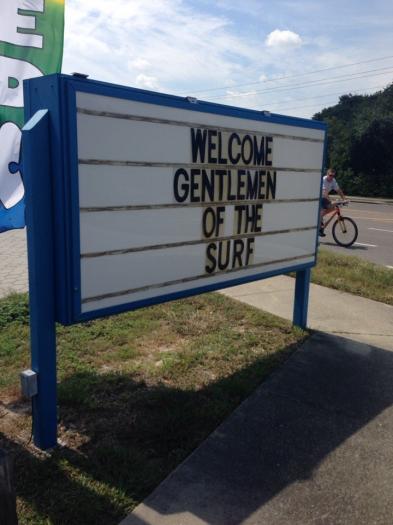 WELCOME
GENTLEMEN
OF THE
SURF